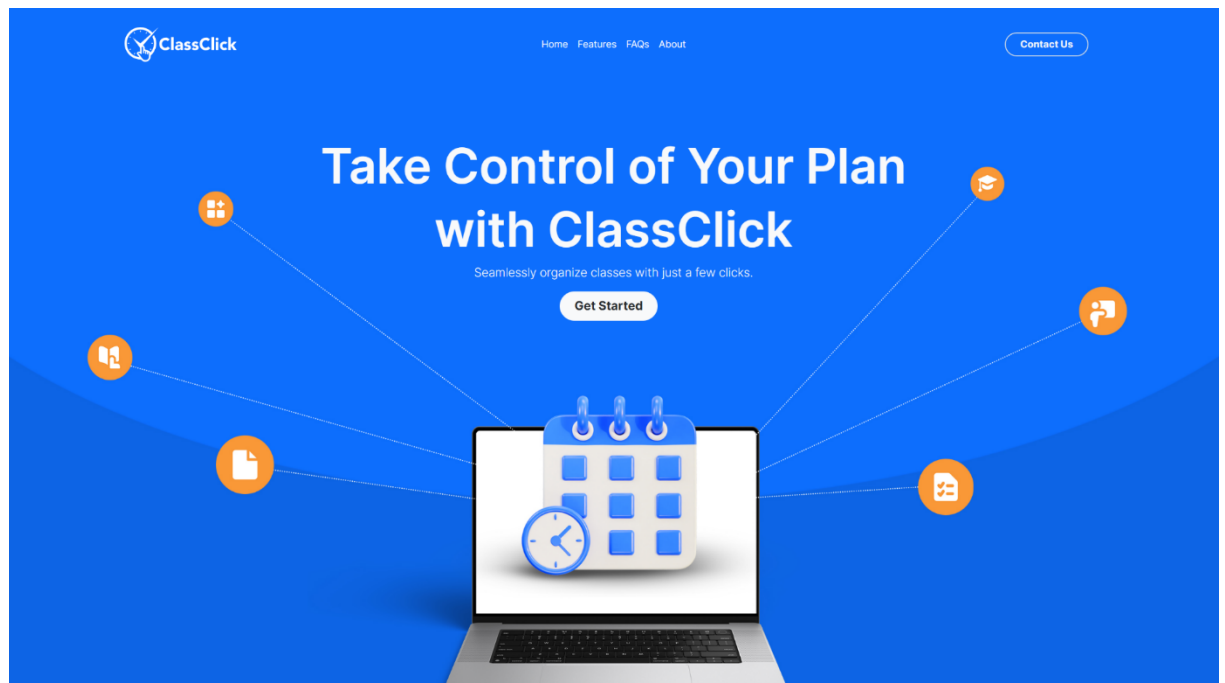 ClassClick
Home Features FAQs About
Contact Us
Take Control of Your Plan
with ClassClick
Seamlessly organize classes with just a few clicks.
Get Started